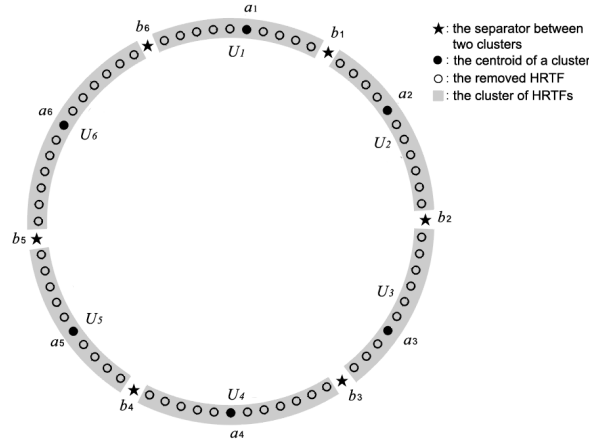 a1
b6
b1
U1
★: the separator between
two clusters
●: the centroid of a cluster
○: the removed HRTF
: the cluster of HRTFs
a2
a6
U6
U2
b2
b5
U3
U5
a5
a3
U4
b4
b3
a4